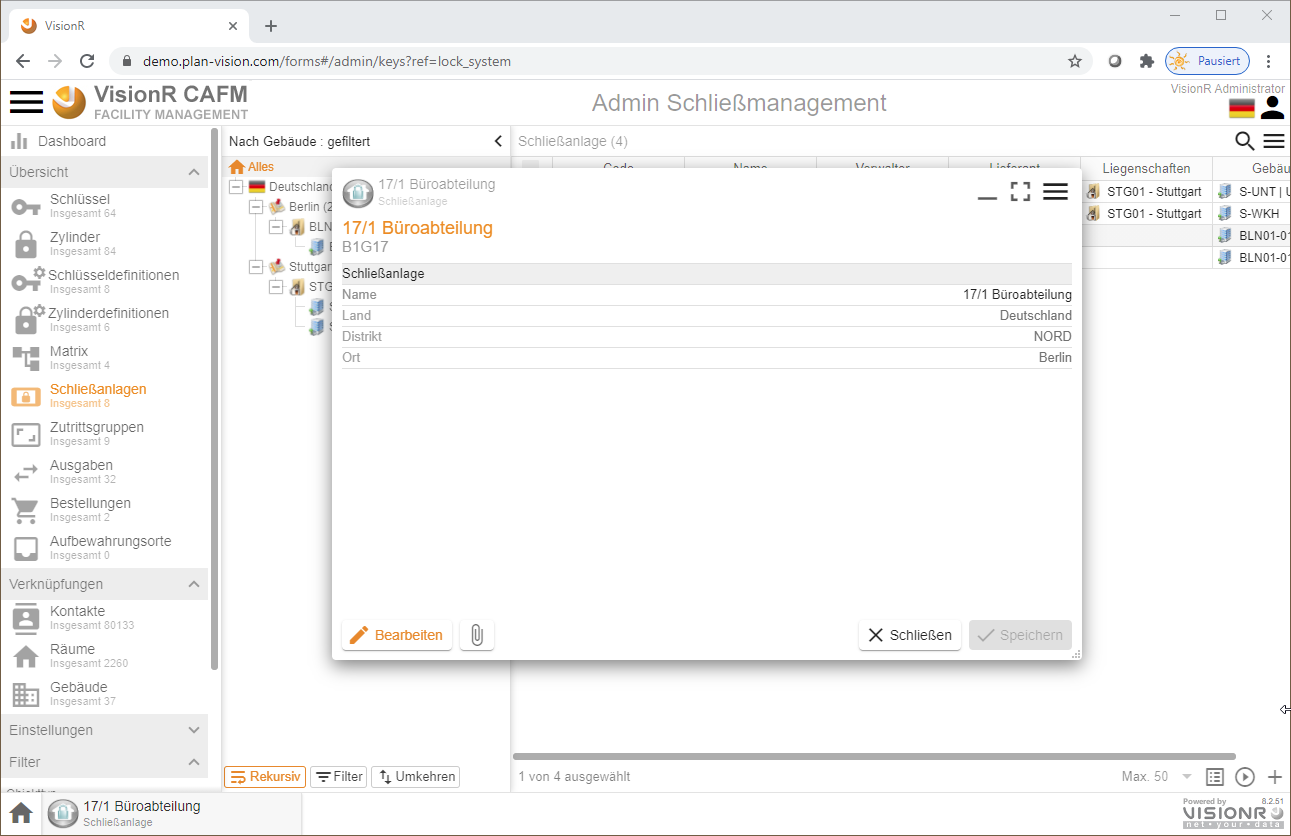 VisionR
demo.plan-vision.com/forms#/admin/keys?ref=lock_system
Pausiert
VisionR CAFM
FACILITY MANAGEMENT
Admin Schließmanagement
VisionR Administrator
Dashboard
Übersicht
Schlüssel
Insgesamt 64
Zylinder
Insgesamt 84
Schlüsseldefinitionen
Insgesamt 8
Zylinderdefinitionen
Insgesamt 6
Matrix
Insgesamt 4
Schließanlagen
Insgesamt 8
Zutrittsgruppen
Insgesamt 9
Ausgaben
Insgesamt 32
Bestellungen
Insgesamt 2
Aufbewahrungsorte
Insgesamt 0
Verknüpfungen
Kontakte
Insgesamt 80133
Räume
Insgesamt 2260
Gebäude
Insgesamt 37
Einstellungen
Filter
Nach Gebäude : gefiltert
Alles
Deutschland
Berlin (2
BLN
Stuttgar
STG
Rekursiv
Filter
Umkehren
Schließanlage (4)
Code
Name
Verwalter
Lieferant
Liegenschaften
Gebäu
STG01 - Stuttgart
S-UNT | U
STG01 - Stuttgart
S-WKH
BLN01-01
BLN01-01
17/1 Büroabteilung
Schließanlage
17/1 Büroabteilung
B1G17
Schließanlage
Name
17/1 Büroabteilung
Land
Deutschland
Distrikt
NORD
Ort
Berlin
Bearbeiten
Schließen
Speichern
1 von 4 ausgewählt
Max. 50
17/1 Büroabteilung
Schließanlage
Powered by
8.2.51
VISIONR
net • your • data